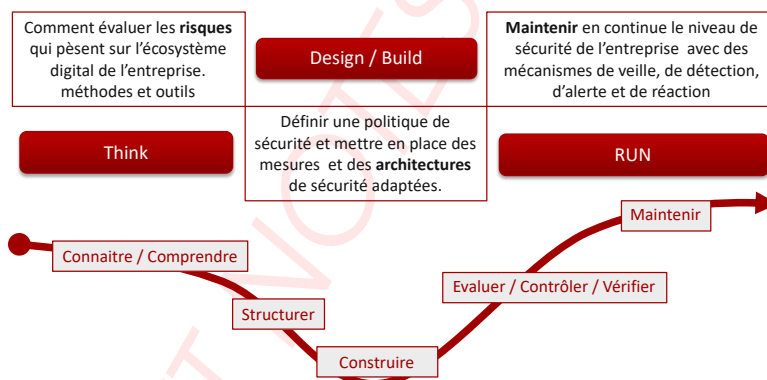 Comment évaluer les risques
qui pèsent sur l'écosystème
digital de l'entreprise.
méthodes et outils
Think
Design / Build
Définir une politique de
sécurité et mettre en place des
mesures et des architectures
de sécurité adaptées.
Maintenir en continue le niveau de
sécurité de l'entreprise avec des
mécanismes de veille, de détection,
d'alerte et de réaction
RUN
Connaitre / Comprendre
Structurer
Construire
Evaluer / Contrôler / Vérifier
Maintenir
NOTES